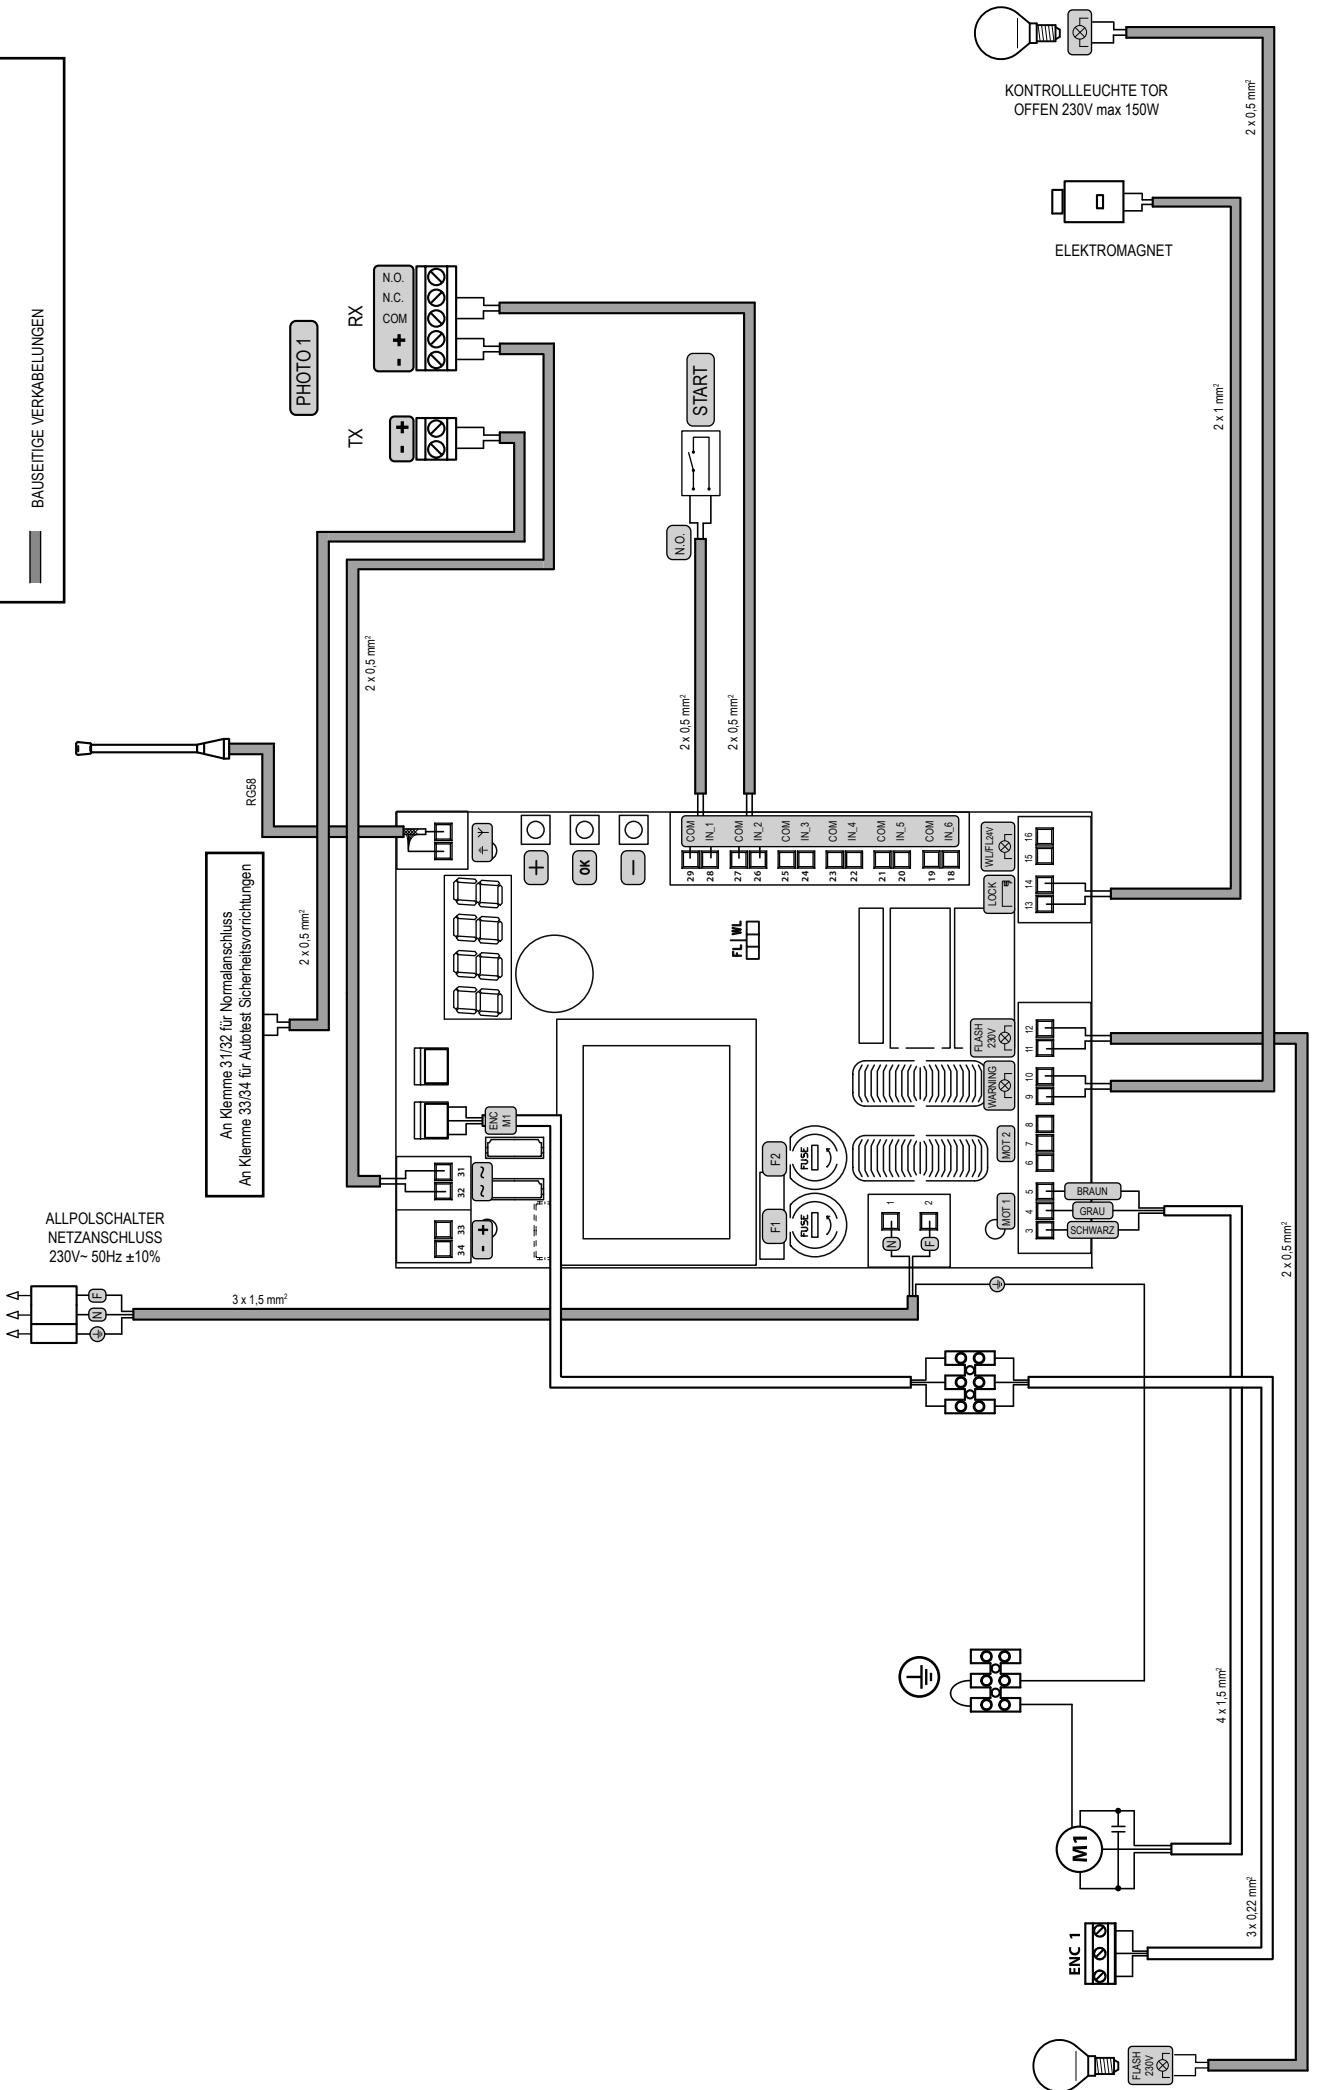 KONTROLLLEUCHTE TOR
OFFEN 230V max 150W
2 x 0,5 mm²
ELEKTROMAGNET
2 x 1 mm²
BAUSEITIGE VERKABELUNGEN
PHOTO 1
RX
N.O.
N.C.
COM
+
-
TX
- +
START
N.O.
2 x 0,5 mm²
2 x 0,5 mm²
2 x 0,5 mm²
RG58
An Klemme 31/32 für Normalanschluss
An Klemme 33/34 für Autotest Sicherheitsvorrichtungen
2 x 0,5 mm²
+
OK
-
29 COM
28 IN_1
27 COM
26 IN_2
25 COM
24 IN_3
23 COM
22 IN_4
21 COM
20 IN_5
19 COM
18 IN_6
FL WL
WL/FL24V
16
15
LOCK
14
13
FLASH
230V
12
11
WARNING
10
9
8
7
6
MOT 2
MOT 1
5
4
3
BRAUN
GRAU
SCHWARZ
ENC
M1
31
32
~ ~
33
34
- +
F2
FUSE
F1
FUSE
1
2
N
F
ALLPOLSCHALTER
NETZANSCHLUSS
230V~ 50Hz ±10%
F
N
3 x 1,5 mm²
2 x 0,5 mm²
4 x 1,5 mm²
M1
3 x 0,22 mm²
ENC 1
FLASH
230V